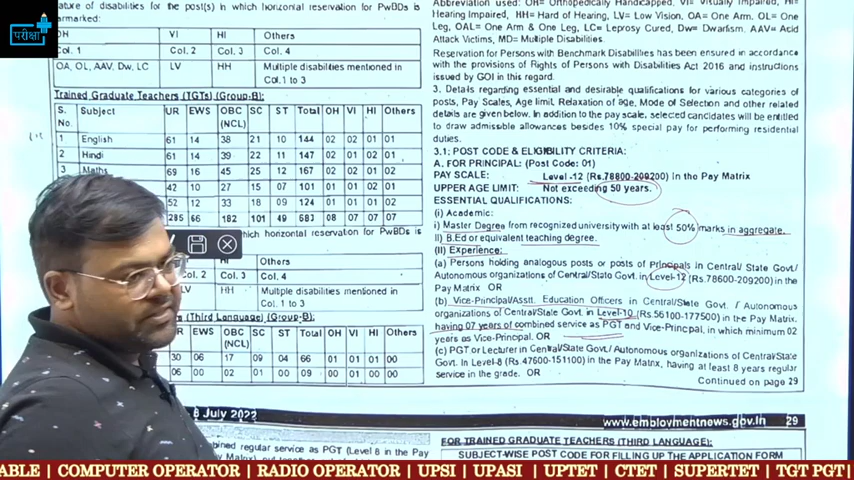 परीक्षा
nature of disabilities for the post(s) in which horizontal reservation for PwBDs is
earmarked:
OH VI HI Others
Col. 1 Col. 2 Col. 3 Col. 4
OA, OL, AAV, Dw, LC LV HH Multiple disabilities mentioned in
Col.1 to 3
Trained Graduate Teachers (TGTs) (Group-B):
S. No. Subject UR EWS OBC (NCL) SC ST Total OH VI HI Others
1 English 61 14 38 21 10 144 02 02 01 01
2 Hindi 61 14 39 22 11 147 02 01 02 01
3 Maths 69 16 45 25 12 167 02 01 02 01
42 10 27 15 07 101 01 01 01 02
52 12 33 18 09 124 01 01
285 66 182 101 49 683 08 07 07 07
which horizontal reservation for PwBDs is
HI Others
Col. 2 Col. 3 Col. 4
LV HH Multiple disabilities mentioned in
Col. 1 to 3
(Third Language) (Group-B):
UR EWS OBC (NCL) SC ST Total OH VI HI Others
30 06 17 09 04 66 01 01 01 00
06 00 02 01 00 09 01 00 00 00
Abbreviation used: OH= Orthopedically Handicapped, VI= Visually Impaired, HI=
Hearing Impaired, HH= Hard of Hearing, LV= Low Vision, OA= One Arm, OL= One
Leg, OAL= One Arm & One Leg, LC= Leprosy Cured, Dw= Dwarfism, AAV= Acid
Attack Victims, MD= Multiple Disabilities.
Reservation for Persons with Benchmark Disabilities has been ensured in accordance
with the provisions of Rights of Persons with Disabilities Act 2016 and instructions
issued by GOI in this regard.
3. Details regarding essential and desirable qualifications for various categories of
posts, Pay Scales, Age limit, Relaxation of age, Mode of Selection and other related
details are given below. In addition to the pay scale, selected candidates will be entitled
to draw admissible allowances besides 10% special pay for performing residential
duties.
3.1: POST CODE & ELIGIBILITY CRITERIA:
A. FOR PRINCIPAL: (Post Code: 01)
PAY SCALE: Level -12 (Rs.78800-209200) In the Pay Matrix
UPPER AGE LIMIT: Not exceeding 50 years.
ESSENTIAL QUALIFICATIONS:
i) Academic:
i) Master Degree from recognized university with at least 50% marks in aggregate.
II) B.Ed or equivalent teaching degree.
(II) Experience:
(a) Persons holding analogous posts or posts of Principals in Central/ State Govt./
Autonomous organizations of Central/State Govt. in Level-12 (Rs.78600-209200) in the
Pay Matrix OR
(b) Vice-Principal/Asstt. Education Officers in Central/State Govt. / Autonomous
organizations of Central/State Govt. in Level-10 (Rs.56100-177500) in the Pay Matrix,
having 07 years of combined service as PGT and Vice-Principal, in which minimum 02
years as Vice-Principal. OR
(c) PGT or Lecturer in Central/State Govt./ Autonomous organizations of Central/State
Govt. In Level-8 (Rs. 47600-151100) in the Pay Matrix, having at least 8 years regular
service in the grade. OR
Continued on page 29
8 July 2022 www.employmentnews.gov.in 29
combined regular service as PGT (Level 8 in the Pay
FOR TRAINED GRADUATE TEACHERS (THIRD LANGUAGE):
SUBJECT-WISE POST CODE FOR FILLING UP THE APPLICATION FORM
ABLE | COMPUTER OPERATOR | RADIO OPERATOR | UPSI | UPASI | UPTET | CTET | SUPERTET | TGT PGT|